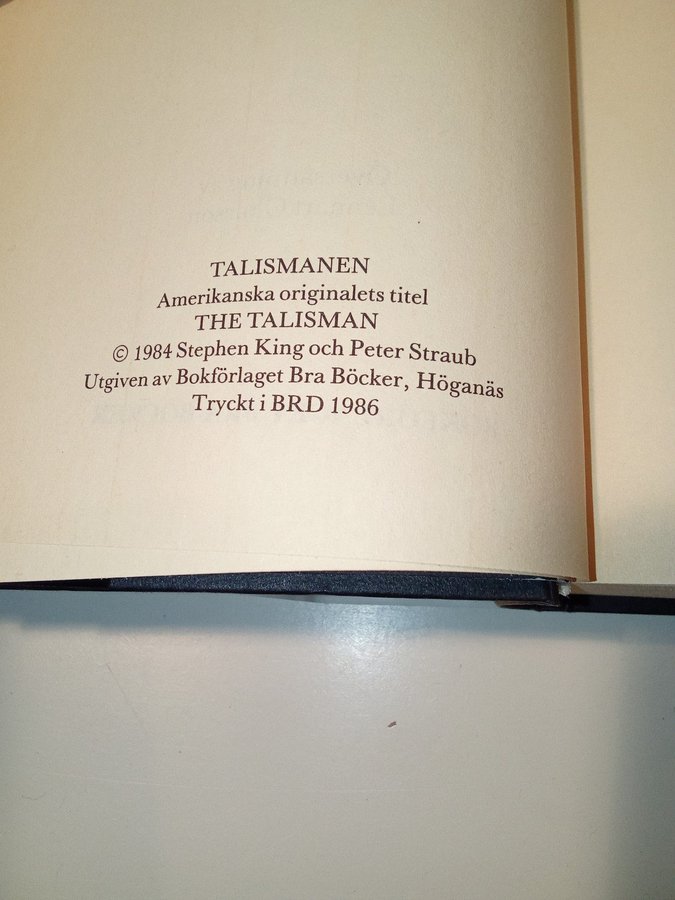 TALISMANEN
Amerikanska originalets titel
THE TALISMAN
© 1984 Stephen King och Peter Straub
Utgiven av Bokförlaget Bra Böcker, Höganäs
Tryckt i BRD 1986